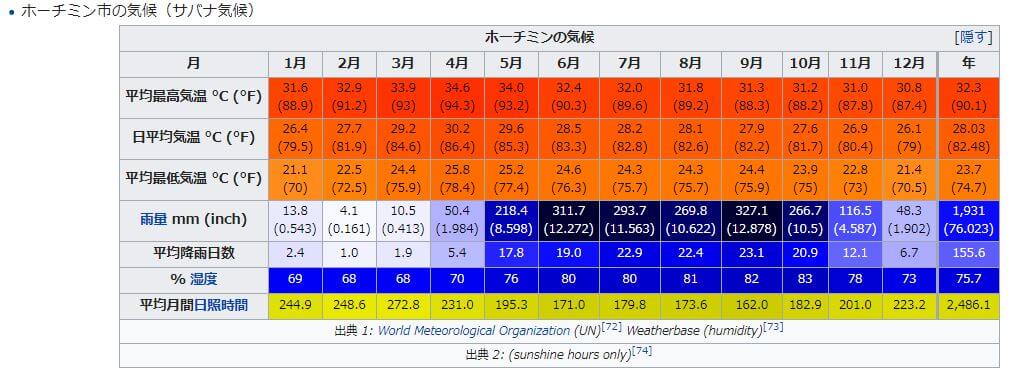 • ホーチミン市の気候（サバナ気候）
ホーチミンの気候 [隠す]
月 1月 2月 3月 4月 5月 6月 7月 8月 9月 10月 11月 12月 年
平均最高気温 °C (°F) 31.6 (88.9) 32.9 (91.2) 33.9 (93) 34.6 (94.3) 34.0 (93.2) 32.4 (90.3) 32.0 (89.6) 31.8 (89.2) 31.3 (88.3) 31.2 (88.2) 31.0 (87.8) 30.8 (87.4) 32.3 (90.1)
日平均気温 °C (°F) 26.4 (79.5) 27.7 (81.9) 29.2 (84.6) 30.2 (86.4) 29.6 (85.3) 28.5 (83.3) 28.2 (82.8) 28.1 (82.6) 27.9 (82.2) 27.6 (81.7) 26.9 (80.4) 26.1 (79) 28.03 (82.48)
平均最低気温 °C (°F) 21.1 (70) 22.5 (72.5) 24.4 (75.9) 25.8 (78.4) 25.2 (77.4) 24.6 (76.3) 24.3 (75.7) 24.3 (75.7) 24.4 (75.9) 23.9 (75) 22.8 (73) 21.4 (70.5) 23.7 (74.7)
雨量 mm (inch) 13.8 (0.543) 4.1 (0.161) 10.5 (0.413) 50.4 (1.984) 218.4 (8.598) 311.7 (12.272) 293.7 (11.563) 269.8 (10.622) 327.1 (12.878) 266.7 (10.5) 116.5 (4.587) 48.3 (1.902) 1,931 (76.023)
平均降雨日数 2.4 1.0 1.9 5.4 17.8 19.0 22.9 22.4 23.1 20.9 12.1 6.7 155.6
% 湿度 69 68 68 70 76 80 80 81 82 83 78 73 75.7
平均月間日照時間 244.9 248.6 272.8 231.0 195.3 171.0 179.8 173.6 162.0 182.9 201.0 223.2 2,486.1
出典 1: World Meteorological Organization (UN)[72] Weatherbase (humidity)[73]
出典 2: (sunshine hours only)[74]